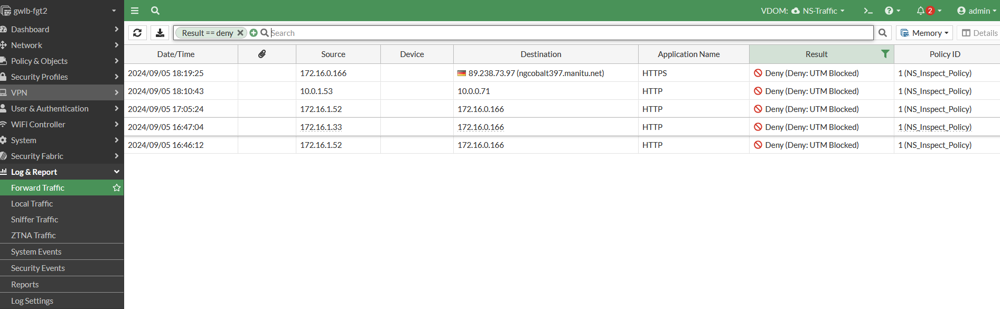 gwlb-fgt2
VDOM: NS-Traffic
>_
?
2
admin
Dashboard
Network
Policy & Objects
Security Profiles
VPN
User & Authentication
WiFi Controller
System
Security Fabric
Log & Report
Forward Traffic
Local Traffic
Sniffer Traffic
ZTNA Traffic
System Events
Security Events
Reports
Log Settings
Result == deny Search
Memory
Details
Date/Time Source Device Destination Application Name Result Policy ID
2024/09/05 18:19:25 172.16.0.166 89.238.73.97 (ngcobalt397.manitu.net) HTTPS Deny (Deny: UTM Blocked) 1 (NS_Inspect_Policy)
2024/09/05 18:10:43 10.0.1.53 10.0.0.71 HTTP Deny (Deny: UTM Blocked) 1 (NS_Inspect_Policy)
2024/09/05 17:05:24 172.16.1.52 172.16.0.166 HTTP Deny (Deny: UTM Blocked) 1 (NS_Inspect_Policy)
2024/09/05 16:47:04 172.16.1.33 172.16.0.166 HTTP Deny (Deny: UTM Blocked) 1 (NS_Inspect_Policy)
2024/09/05 16:46:12 172.16.1.52 172.16.0.166 HTTP Deny (Deny: UTM Blocked) 1 (NS_Inspect_Policy)